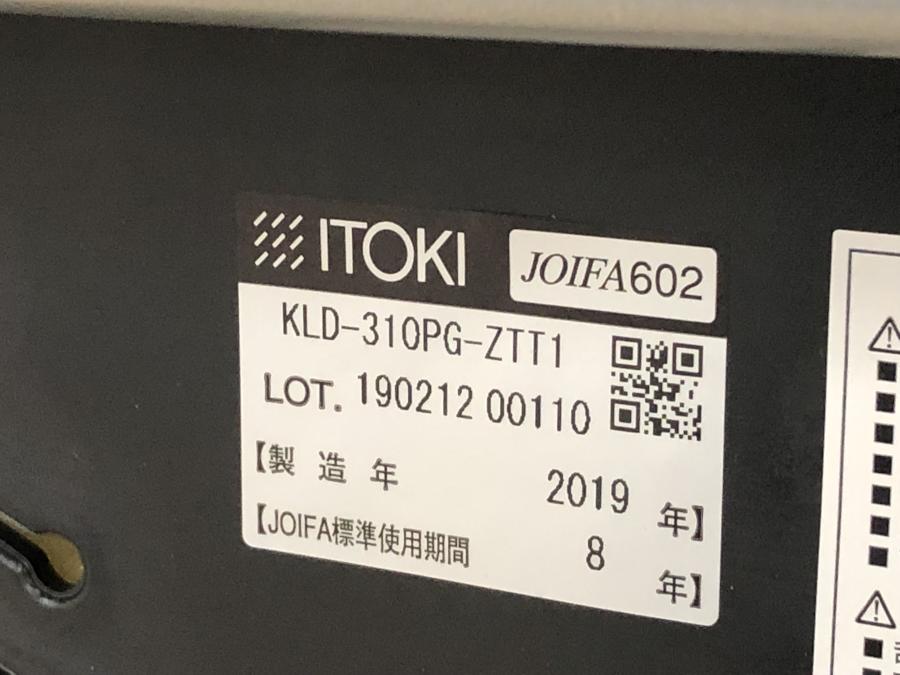 ITOKI JOIFA602
KLD-310PG-ZTT1
LOT. 190212 00110
【製造年 2019 年】
【JOIFA標準使用期間 8 年】